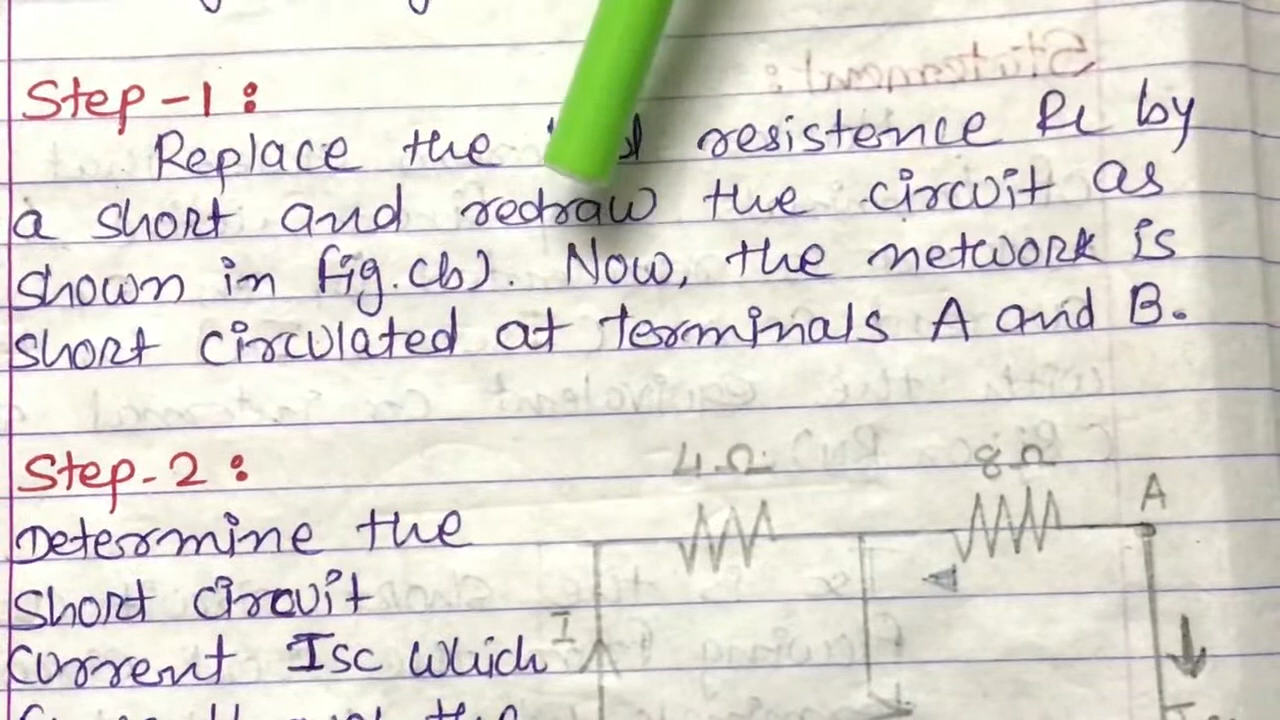 Step-1:
Replace the resistence RL by
a short and redraw the circuit as
shown in fig.(b). Now, the network is
short circulated at terminals A and B.
Step-2:
4Ω
8Ω
A
Determine the
short circuit
current Isc which
I
the